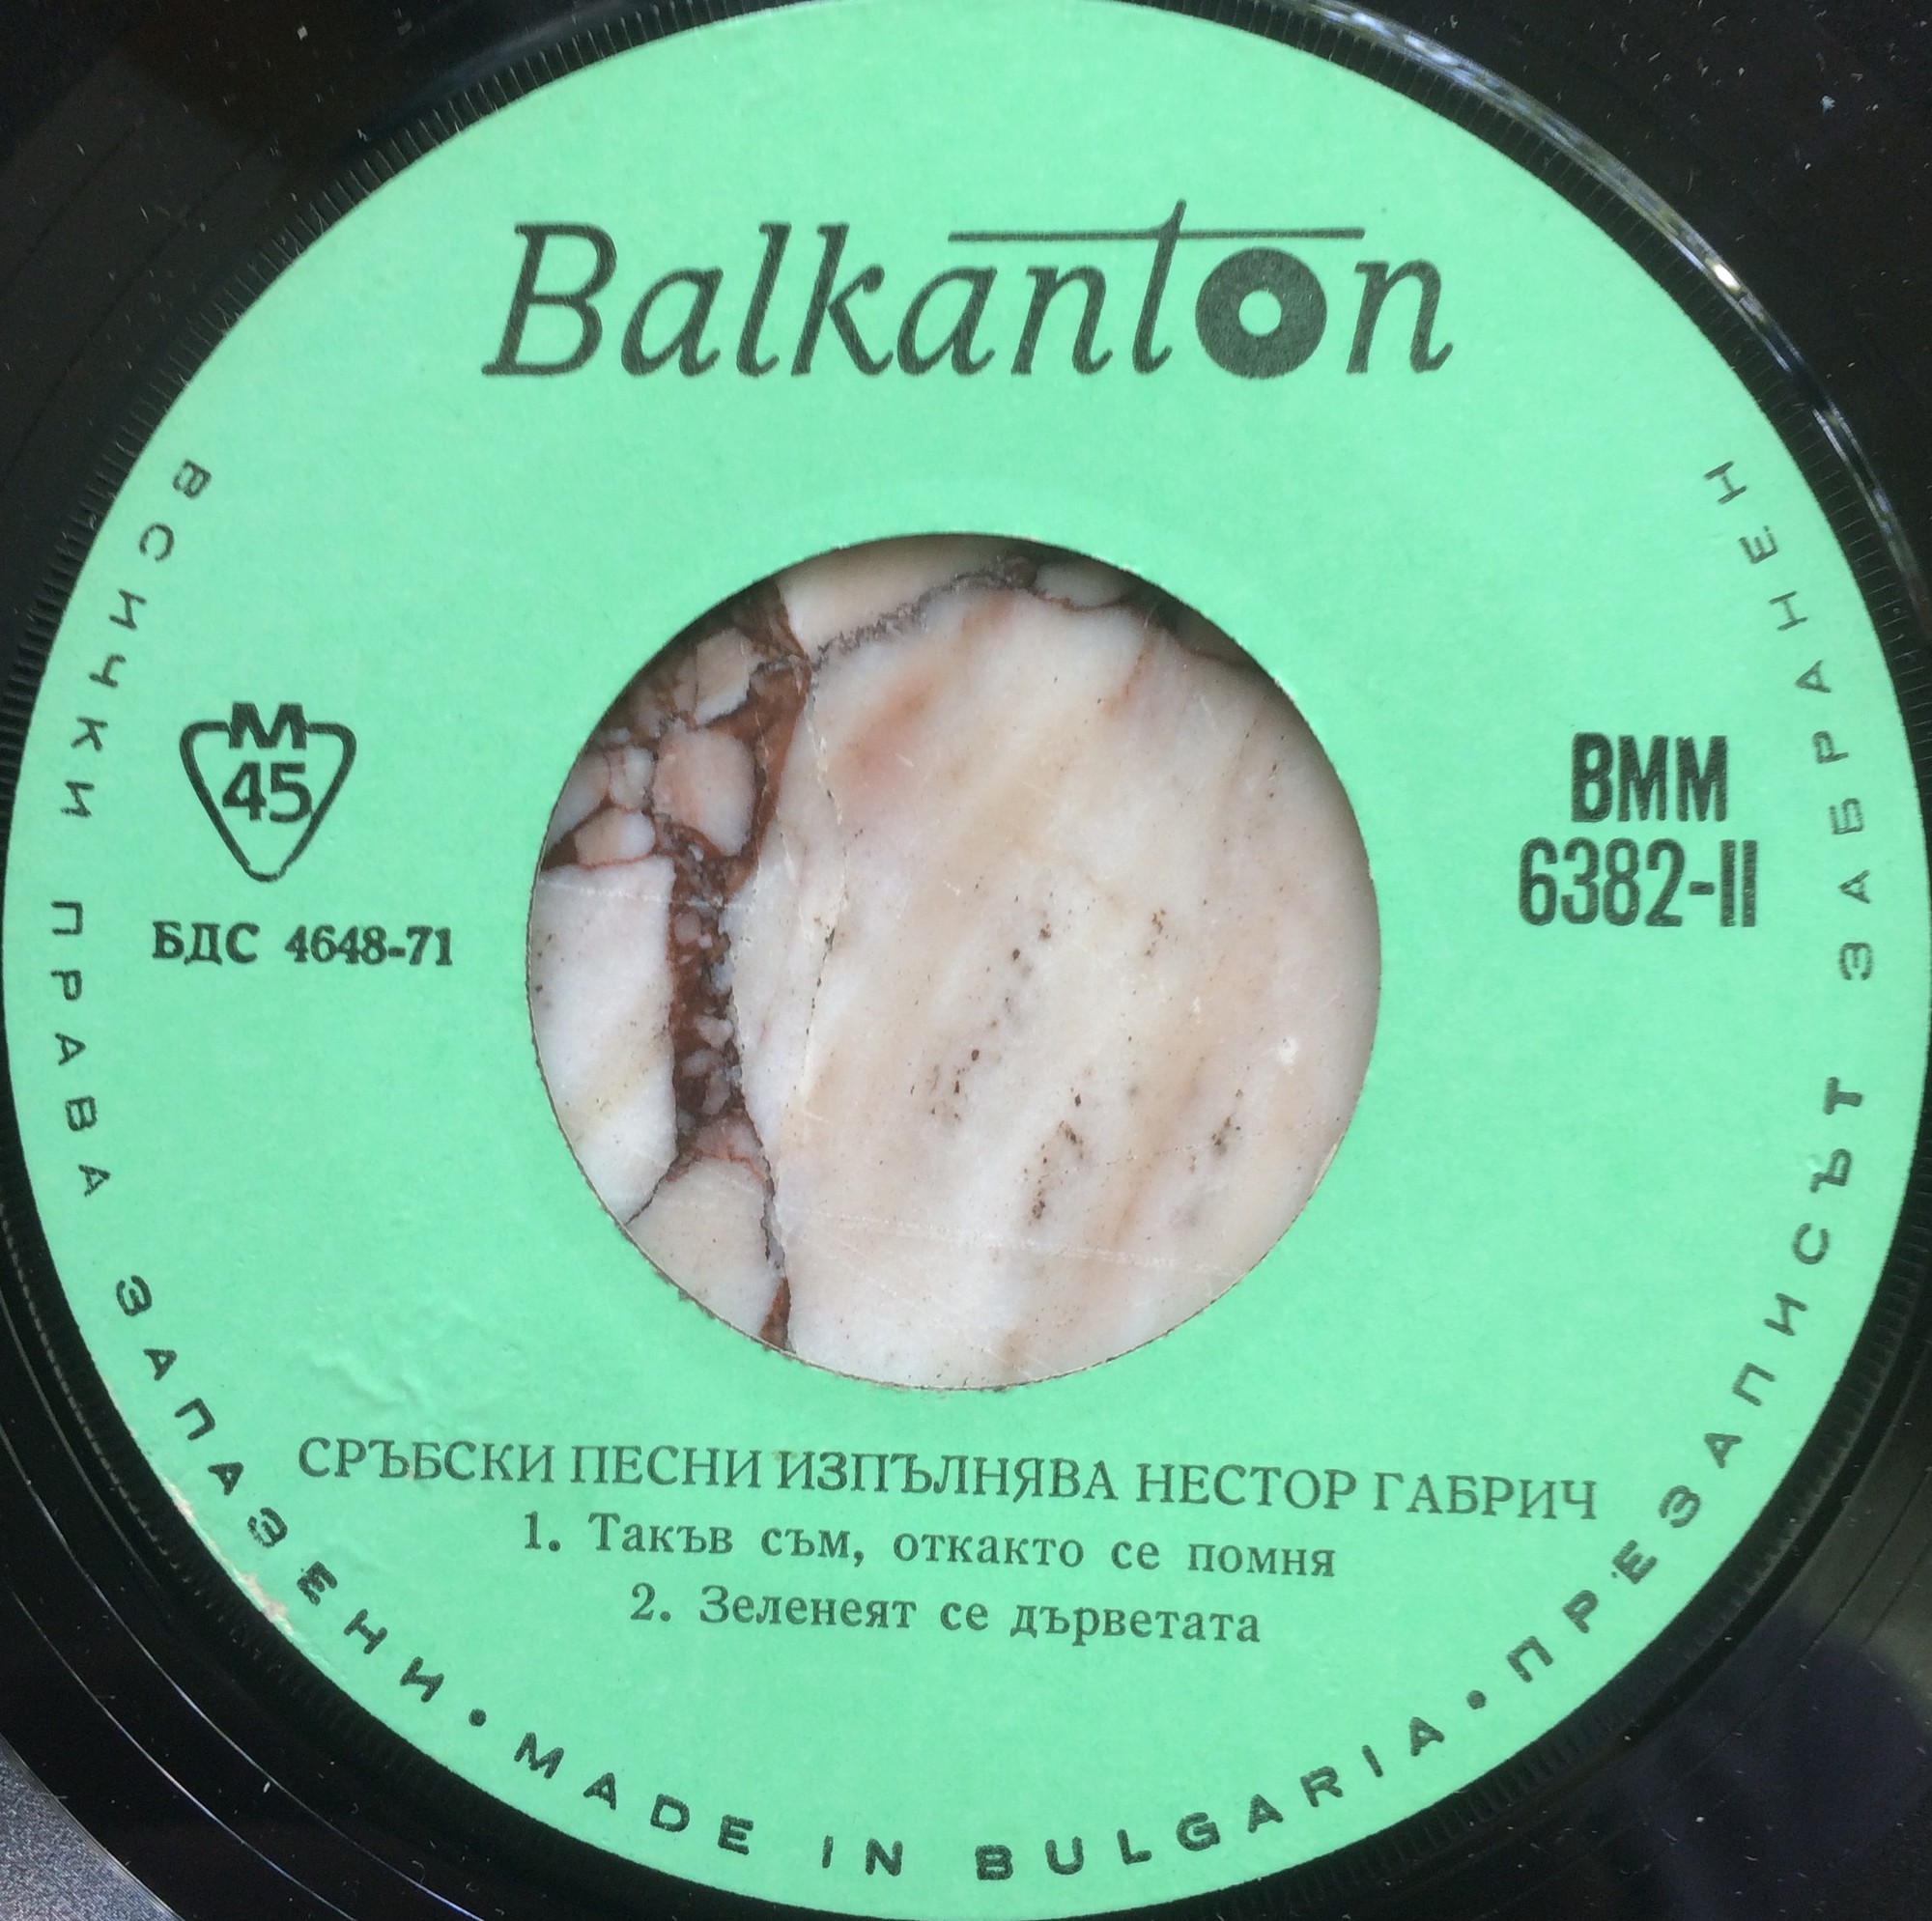 Balkanton
М
45
БДС 4648-71
ВММ
6382-II
СРЪБСКИ ПЕСНИ ИЗПЪЛНЯВА НЕСТОР ГАБРИЧ
1. Такъв съм, откакто се помня
2. Зеленеят се дърветата
ВСИЧКИ ПРАВА ЗАПАЗЕНИ • MADE IN BULGARIA • ПРЕЗАПИСЪТ ЗАБРАНЕН